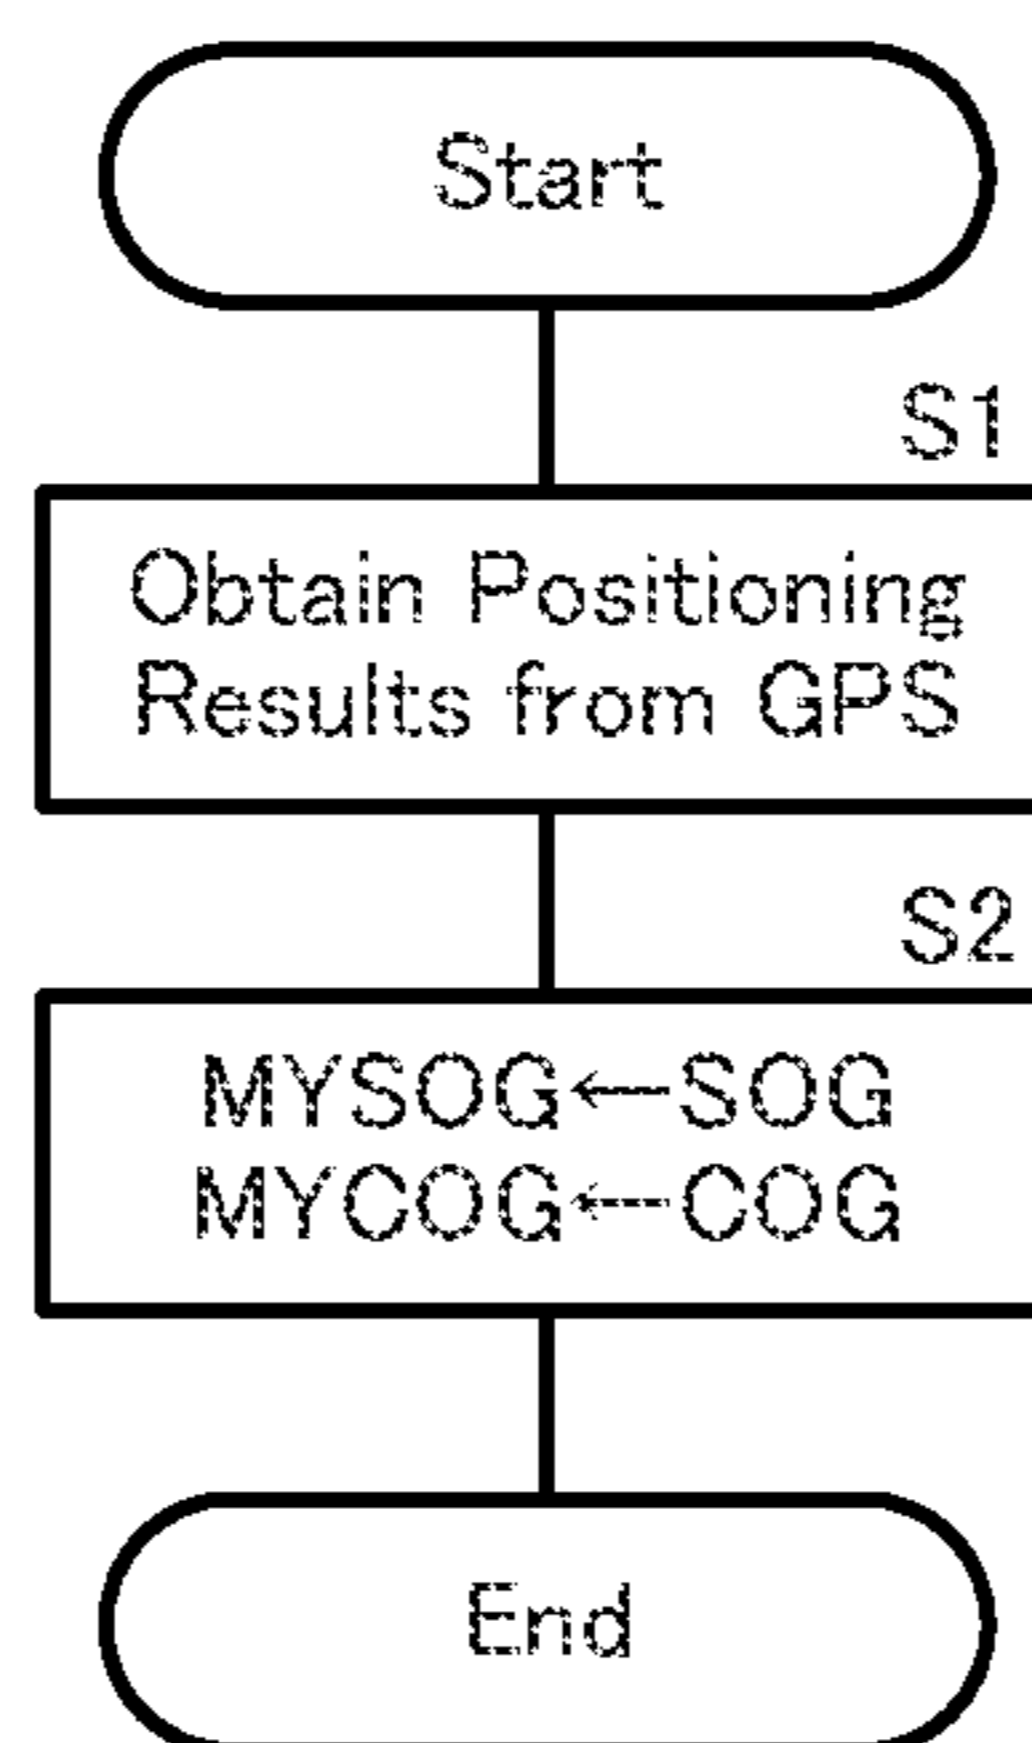 Start
S1
Obtain Positioning
Results from GPS
S2
MYSOG←SOG
MYCOG←COG
End